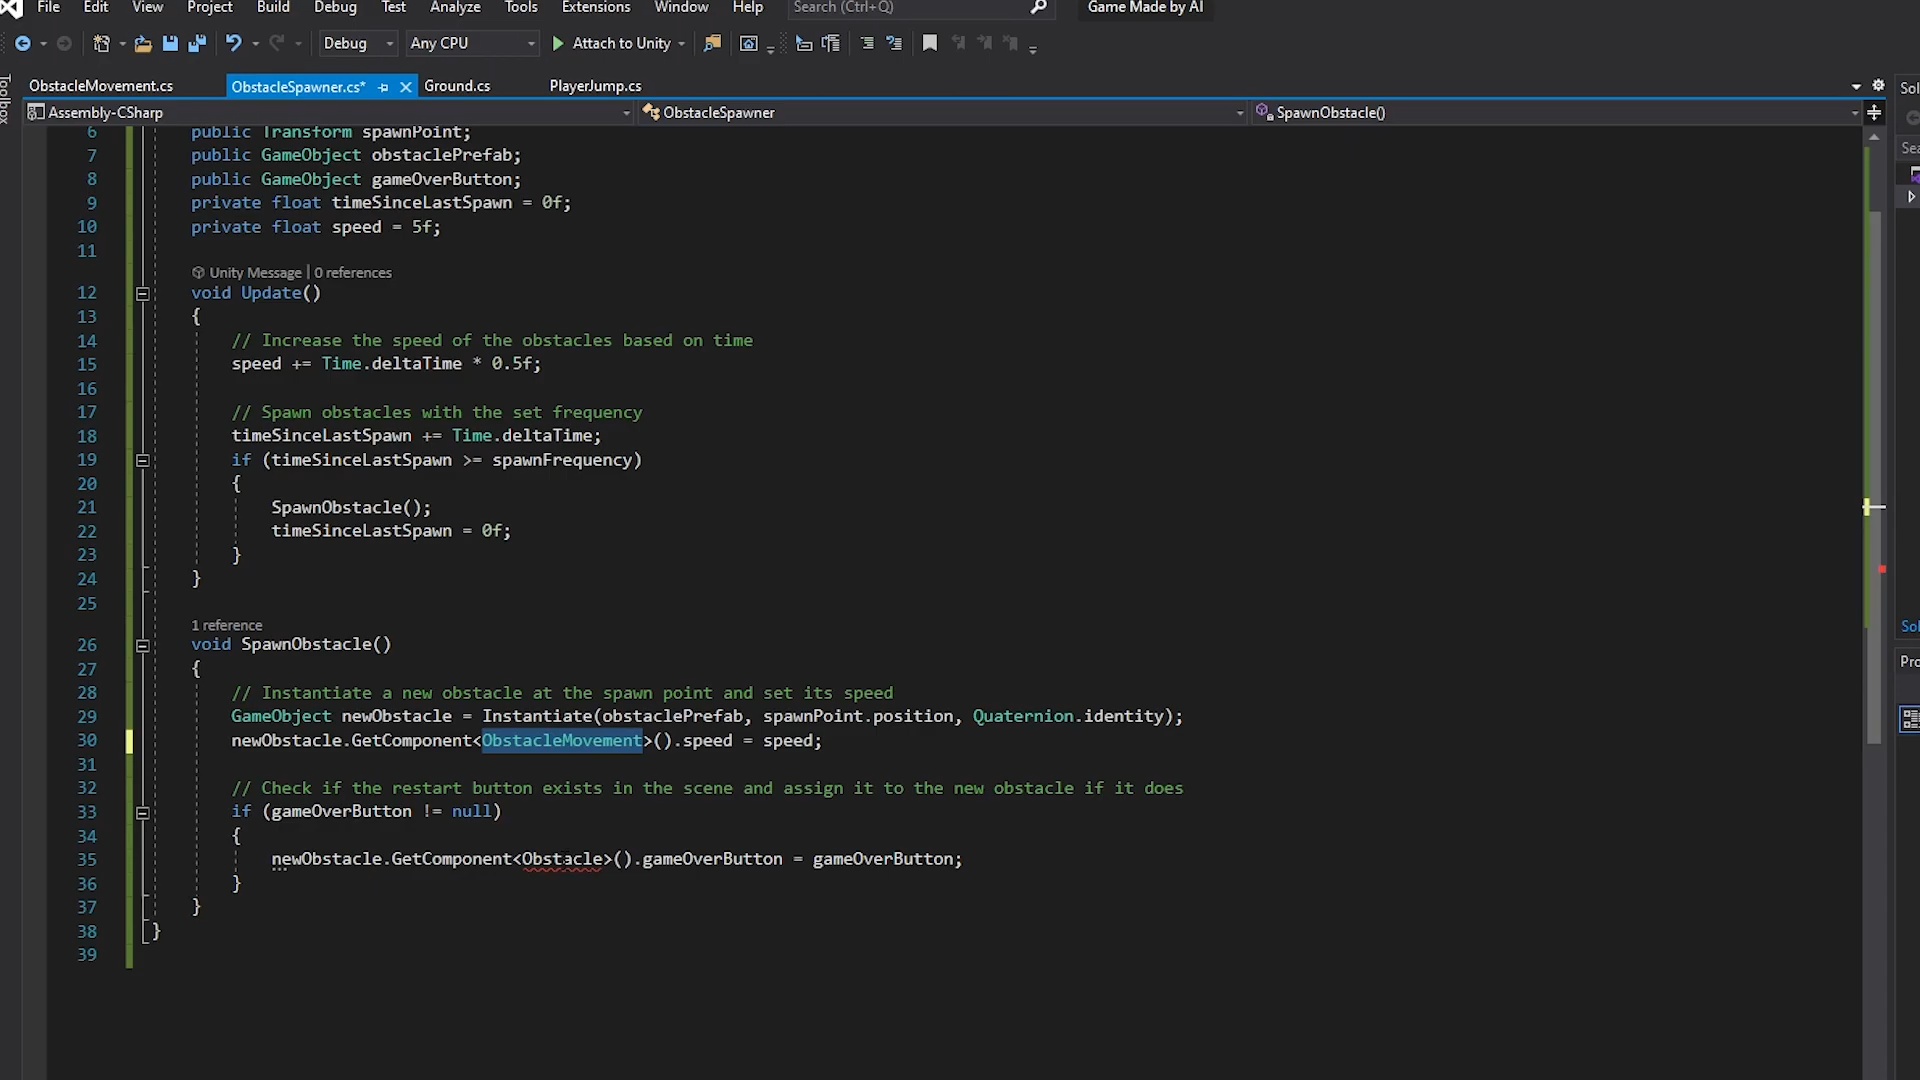 File Edit View Project Build Debug Test Analyze Tools Extensions Window Help Search (Ctrl+Q) Game Made by AI
Debug Any CPU Attach to Unity
Toolbox
ObstacleMovement.cs ObstacleSpawner.cs* Ground.cs PlayerJump.cs
Assembly-CSharp ObstacleSpawner SpawnObstacle()
6 public Transform spawnPoint;
7 public GameObject obstaclePrefab;
8 public GameObject gameOverButton;
9 private float timeSinceLastSpawn = 0f;
10 private float speed = 5f;
11
Unity Message | 0 references
12 void Update()
13 {
14 // Increase the speed of the obstacles based on time
15 speed += Time.deltaTime * 0.5f;
16
17 // Spawn obstacles with the set frequency
18 timeSinceLastSpawn += Time.deltaTime;
19 if (timeSinceLastSpawn >= spawnFrequency)
20 {
21 SpawnObstacle();
22 timeSinceLastSpawn = 0f;
23 }
24 }
25
1 reference
26 void SpawnObstacle()
27 {
28 // Instantiate a new obstacle at the spawn point and set its speed
29 GameObject newObstacle = Instantiate(obstaclePrefab, spawnPoint.position, Quaternion.identity);
30 newObstacle.GetComponent<ObstacleMovement>().speed = speed;
31
32 // Check if the restart button exists in the scene and assign it to the new obstacle if it does
33 if (gameOverButton != null)
34 {
35 newObstacle.GetComponent<Obstacle>().gameOverButton = gameOverButton;
36 }
37 }
38 }
39
Sol
Sea
Sol
Pro